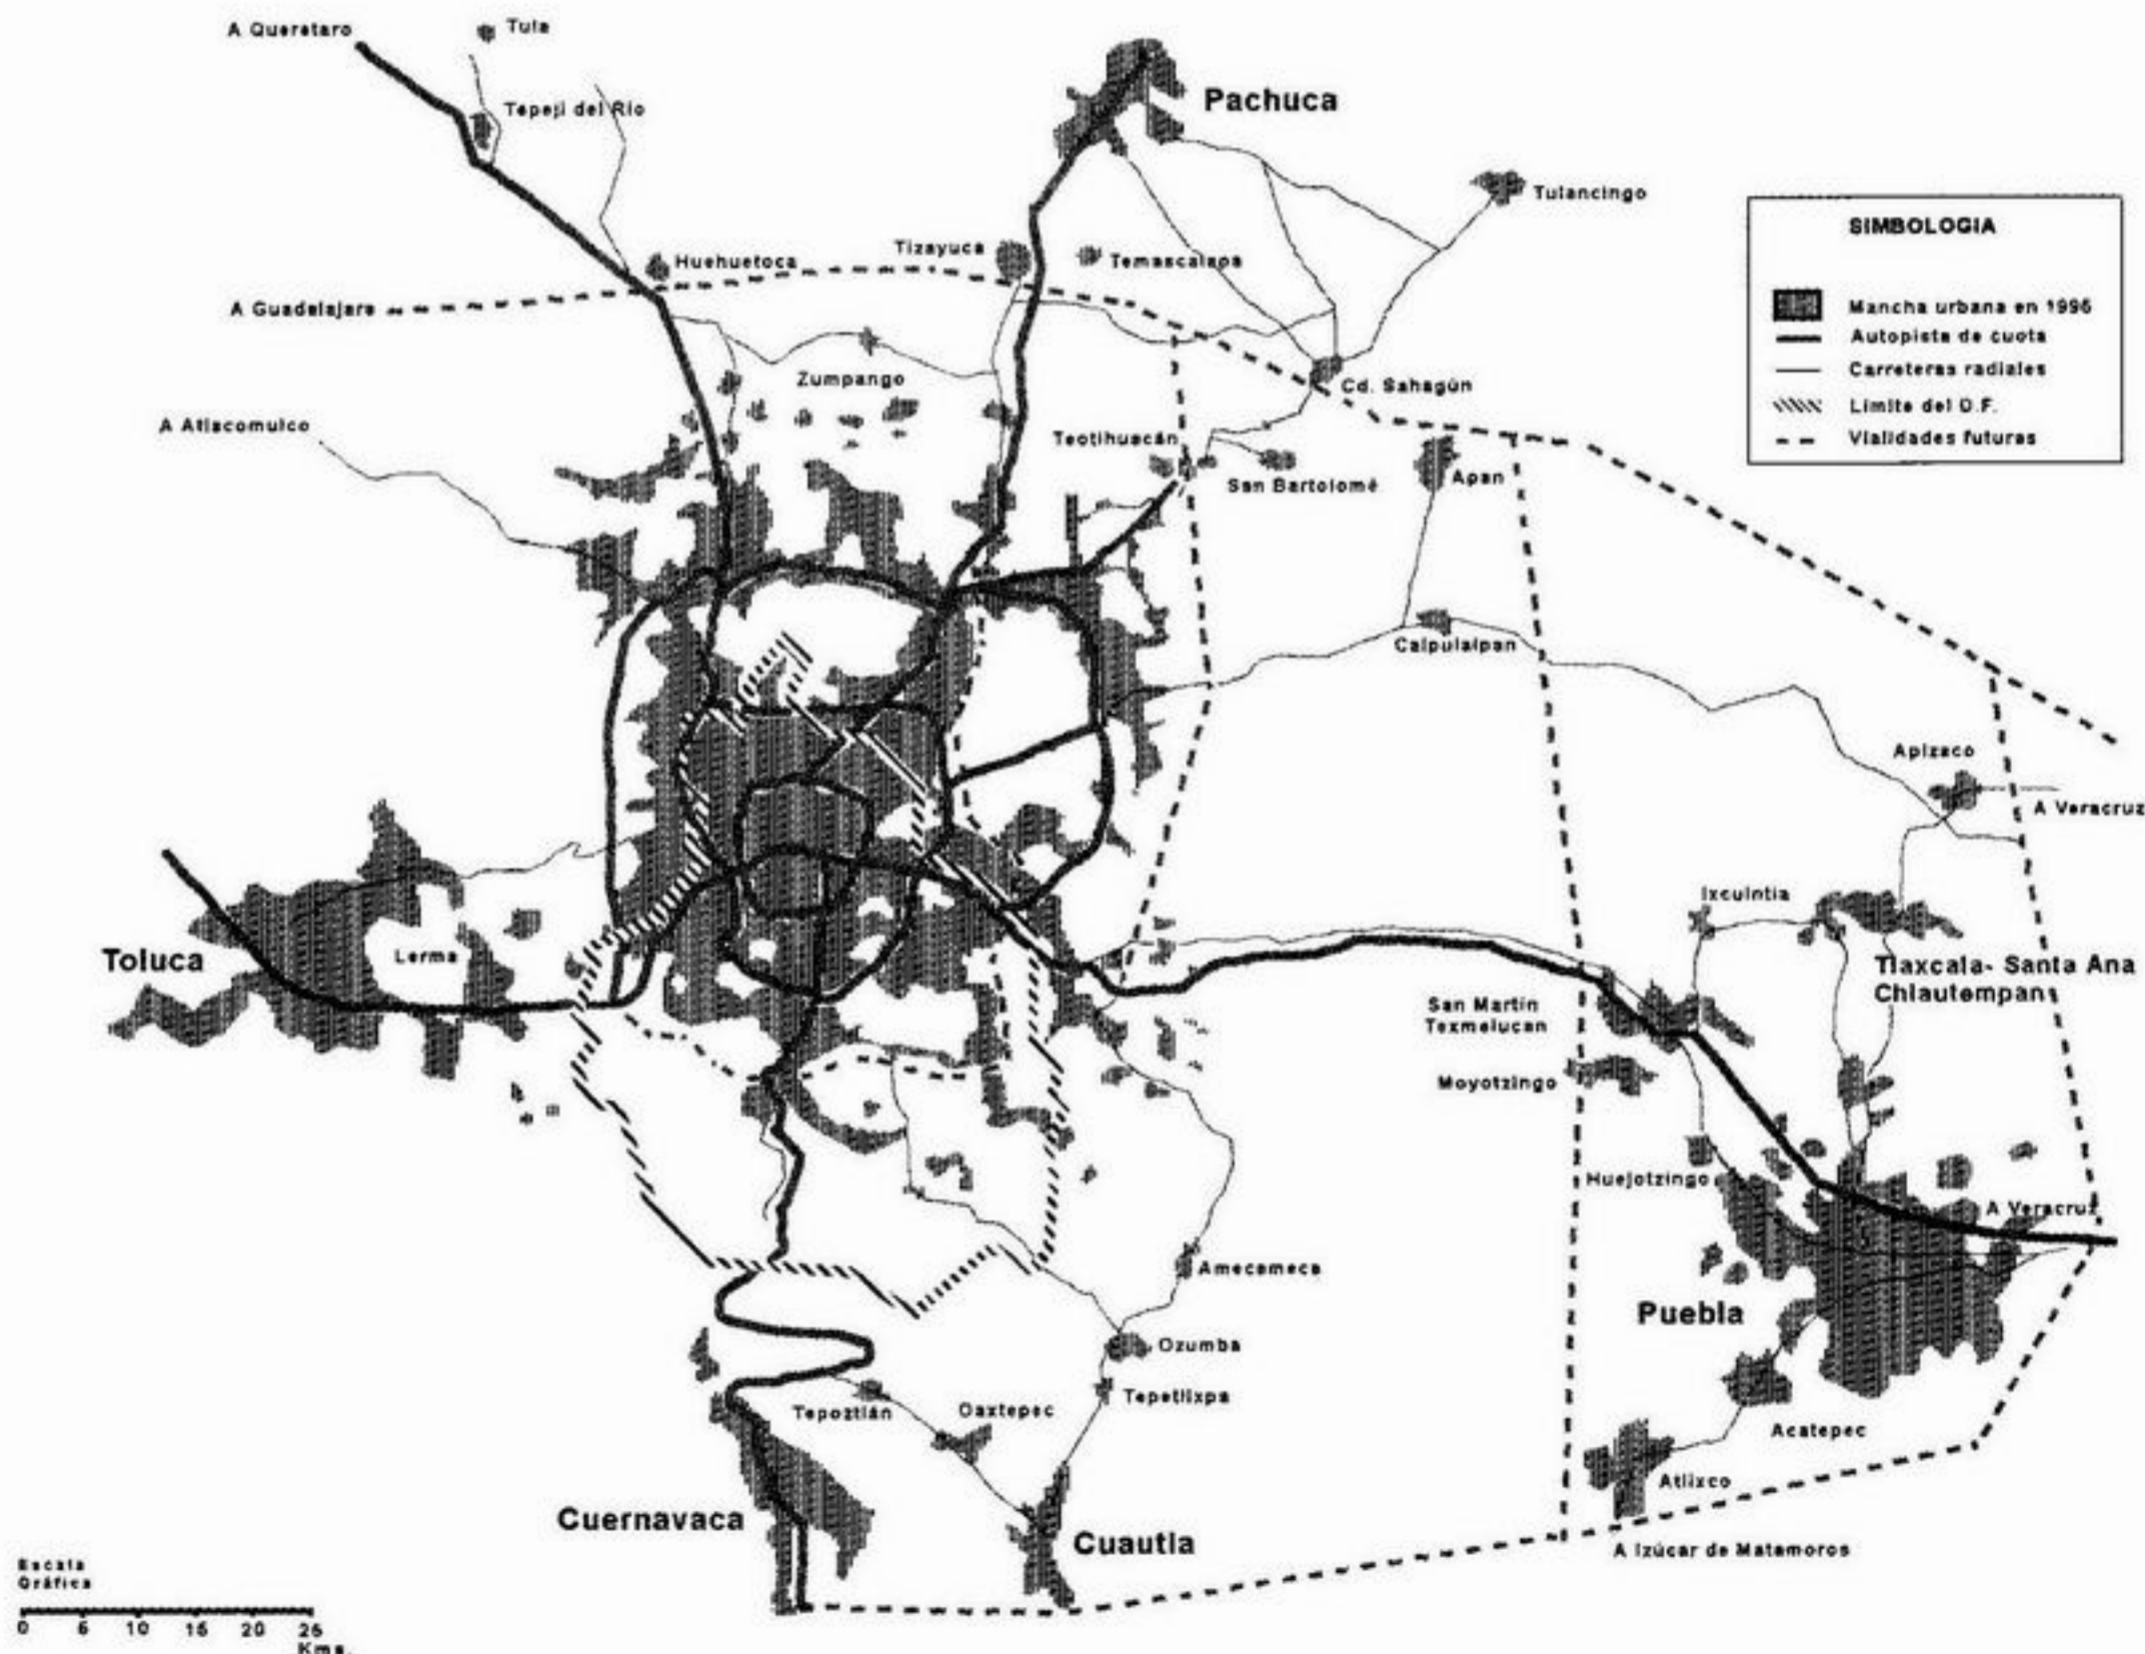 A Queretaro
Tula
Tepeji del Rio
Pachuca
Tulancingo
Huehuetoca
Tizayuca
Temascalapa
A Guadalajara
Zumpango
Cd. Sahagún
A Atlacomulco
Teotihuacán
San Bartolomé
Apan
Calpulalpan
Apizaco
A Veracruz
Ixcuintla
Toluca
Lerma
Tlaxcala- Santa Ana
Chiautempan
San Martín
Texmelucan
Moyotzingo
Huejotzingo
A Veracruz
Amecameca
Puebla
Ozumba
Tepetlixpa
Tepoztlán
Oaxtepec
Acatepec
Atlixco
Cuernavaca
Cuautla
A Izúcar de Matamoros
SIMBOLOGIA
Mancha urbana en 1995
Autopista de cuota
Carreteras radiales
Limite del D.F.
Vialidades futuras
Escala
Gráfica
0 5 10 15 20 25
Kms.